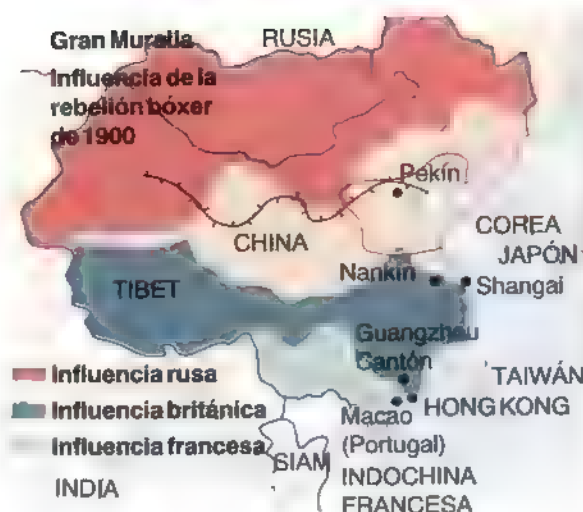 Gran Muralla
RUSIA
Influencia de la
rebelión bóxer
de 1900
Pekín
COREA
CHINA
JAPÓN
Nankín
Shangai
TIBET
Guangzhou
Cantón
Influencia rusa
TAIWÁN
Influencia británica
HONG KONG
Macao
Influencia francesa
(Portugal)
SIAM
INDOCHINA
INDIA
FRANCESA